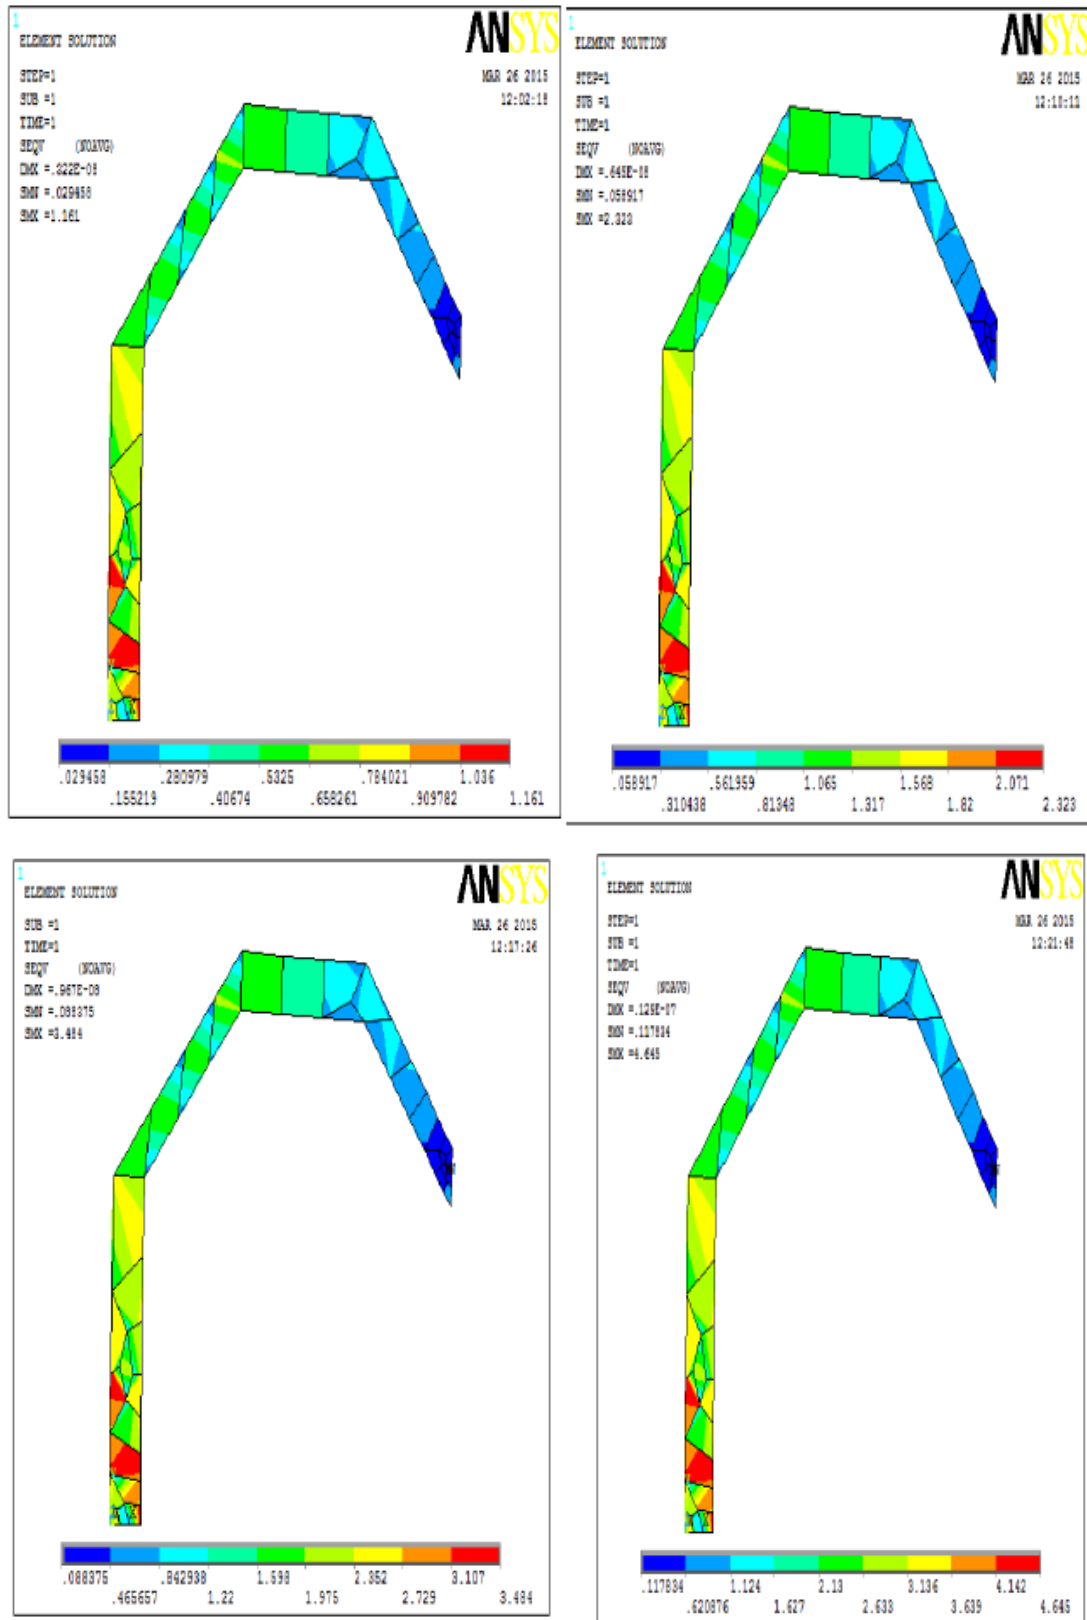 1
ELEMENT SOLUTION
STEP=1
SUB =1
TIME=1
SEQV (NOAVG)
DMX =.322E-08
SMN =.029458
SMX =1.161
ANSYS
MAR 26 2015
12:02:18
.029458 .280979 .5325 .784021 1.036
.155219 .40674 .658261 .909782 1.161
1
ELEMENT SOLUTION
STEP=1
SUB =1
TIME=1
SEQV (NOAVG)
DMX =.645E-08
SMN =.058917
SMX =2.323
ANSYS
MAR 26 2015
12:10:11
.058917 .561959 1.065 1.568 2.071
.310438 .81348 1.317 1.82 2.323
1
ELEMENT SOLUTION
SUB =1
TIME=1
SEQV (NOAVG)
DMX =.967E-08
SMN =.088375
SMX =3.484
ANSYS
MAR 26 2015
12:17:26
.088375 .842938 1.598 2.352 3.107
.465657 1.22 1.975 2.729 3.484
1
ELEMENT SOLUTION
STEP=1
SUB =1
TIME=1
SEQV (NOAVG)
DMX =.129E-07
SMN =.117834
SMX =4.645
ANSYS
MAR 26 2015
12:21:48
.117834 1.124 2.13 3.136 4.142
.620876 1.627 2.633 3.639 4.645